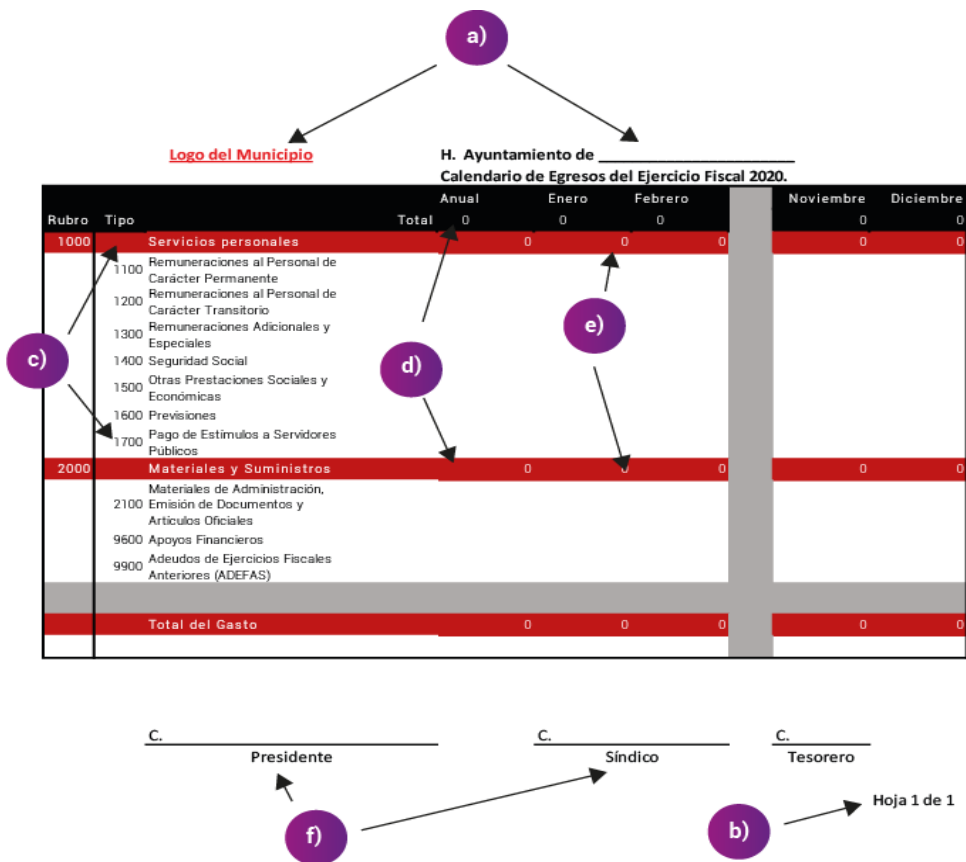 a)
Logo del Municipio
H. Ayuntamiento de ______________________
Calendario de Egresos del Ejercicio Fiscal 2020.
Anual Enero Febrero Noviembre Diciembre
Rubro Tipo Total 0 0 0 0 0
1000 Servicios personales 0 0 0 0 0
1100 Remuneraciones al Personal de
Carácter Permanente
1200 Remuneraciones al Personal de
Carácter Transitorio
1300 Remuneraciones Adicionales y
Especiales
1400 Seguridad Social
1500 Otras Prestaciones Sociales y
Económicas
1600 Previsiones
1700 Pago de Estímulos a Servidores
Públicos
c)
d)
e)
2000 Materiales y Suministros 0 0 0 0 0
Materiales de Administración,
2100 Emisión de Documentos y
Artículos Oficiales
9600 Apoyos Financieros
9900 Adeudos de Ejercicios Fiscales
Anteriores (ADEFAS)
Total del Gasto 0 0 0 0 0
C. C. C.
Presidente Síndico Tesorero
Hoja 1 de 1
f)
b)